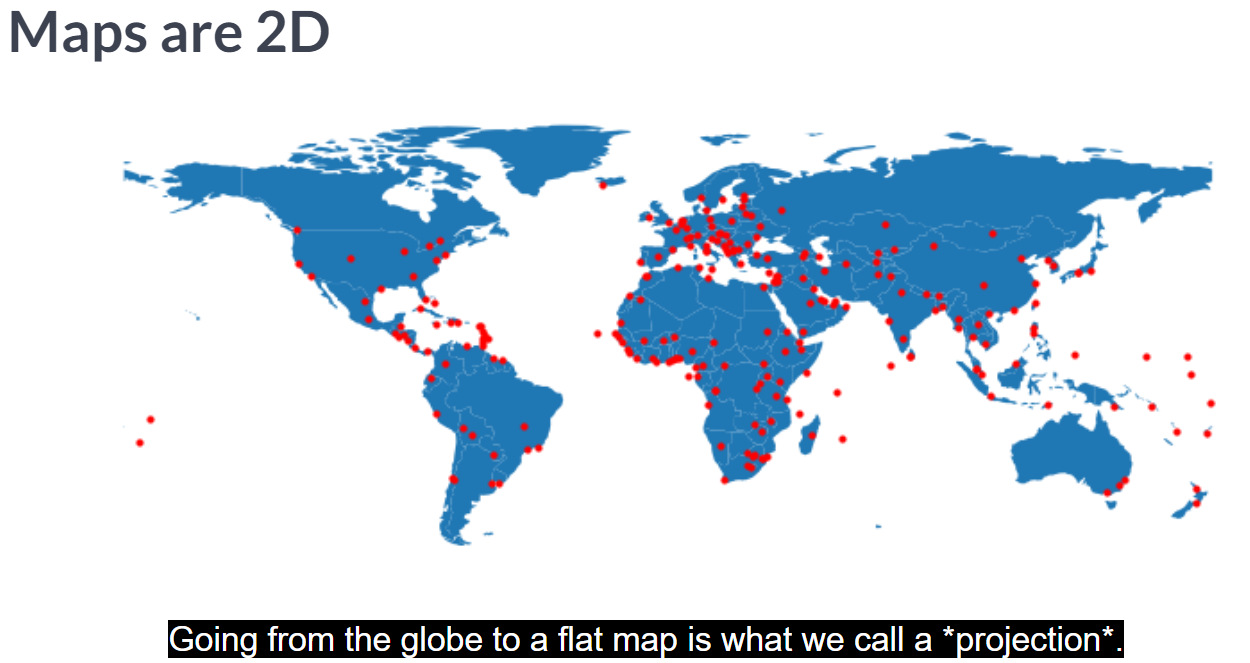 Maps are 2D
Going from the globe to a flat map is what we call a *projection*.